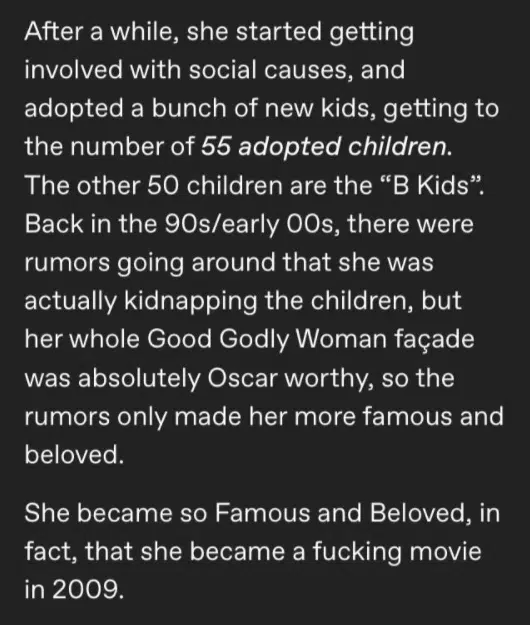 After a while, she started getting
involved with social causes, and
adopted a bunch of new kids, getting to
the number of 55 adopted children.
The other 50 children are the “B Kids”.
Back in the 90s/early 00s, there were
rumors going around that she was
actually kidnapping the children, but
her whole Good Godly Woman façade
was absolutely Oscar worthy, so the
rumors only made her more famous and
beloved.
She became so Famous and Beloved, in
fact, that she became a fucking movie
in 2009.